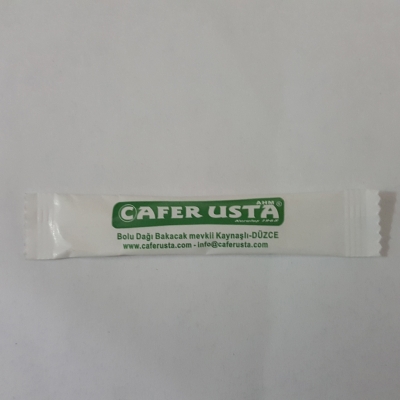 AHM
CAFER USTA®
Bolu Dağı Bakacak mevkii Kaynaşlı-DÜZCE
www.caferusta.com - info@caferusta.com